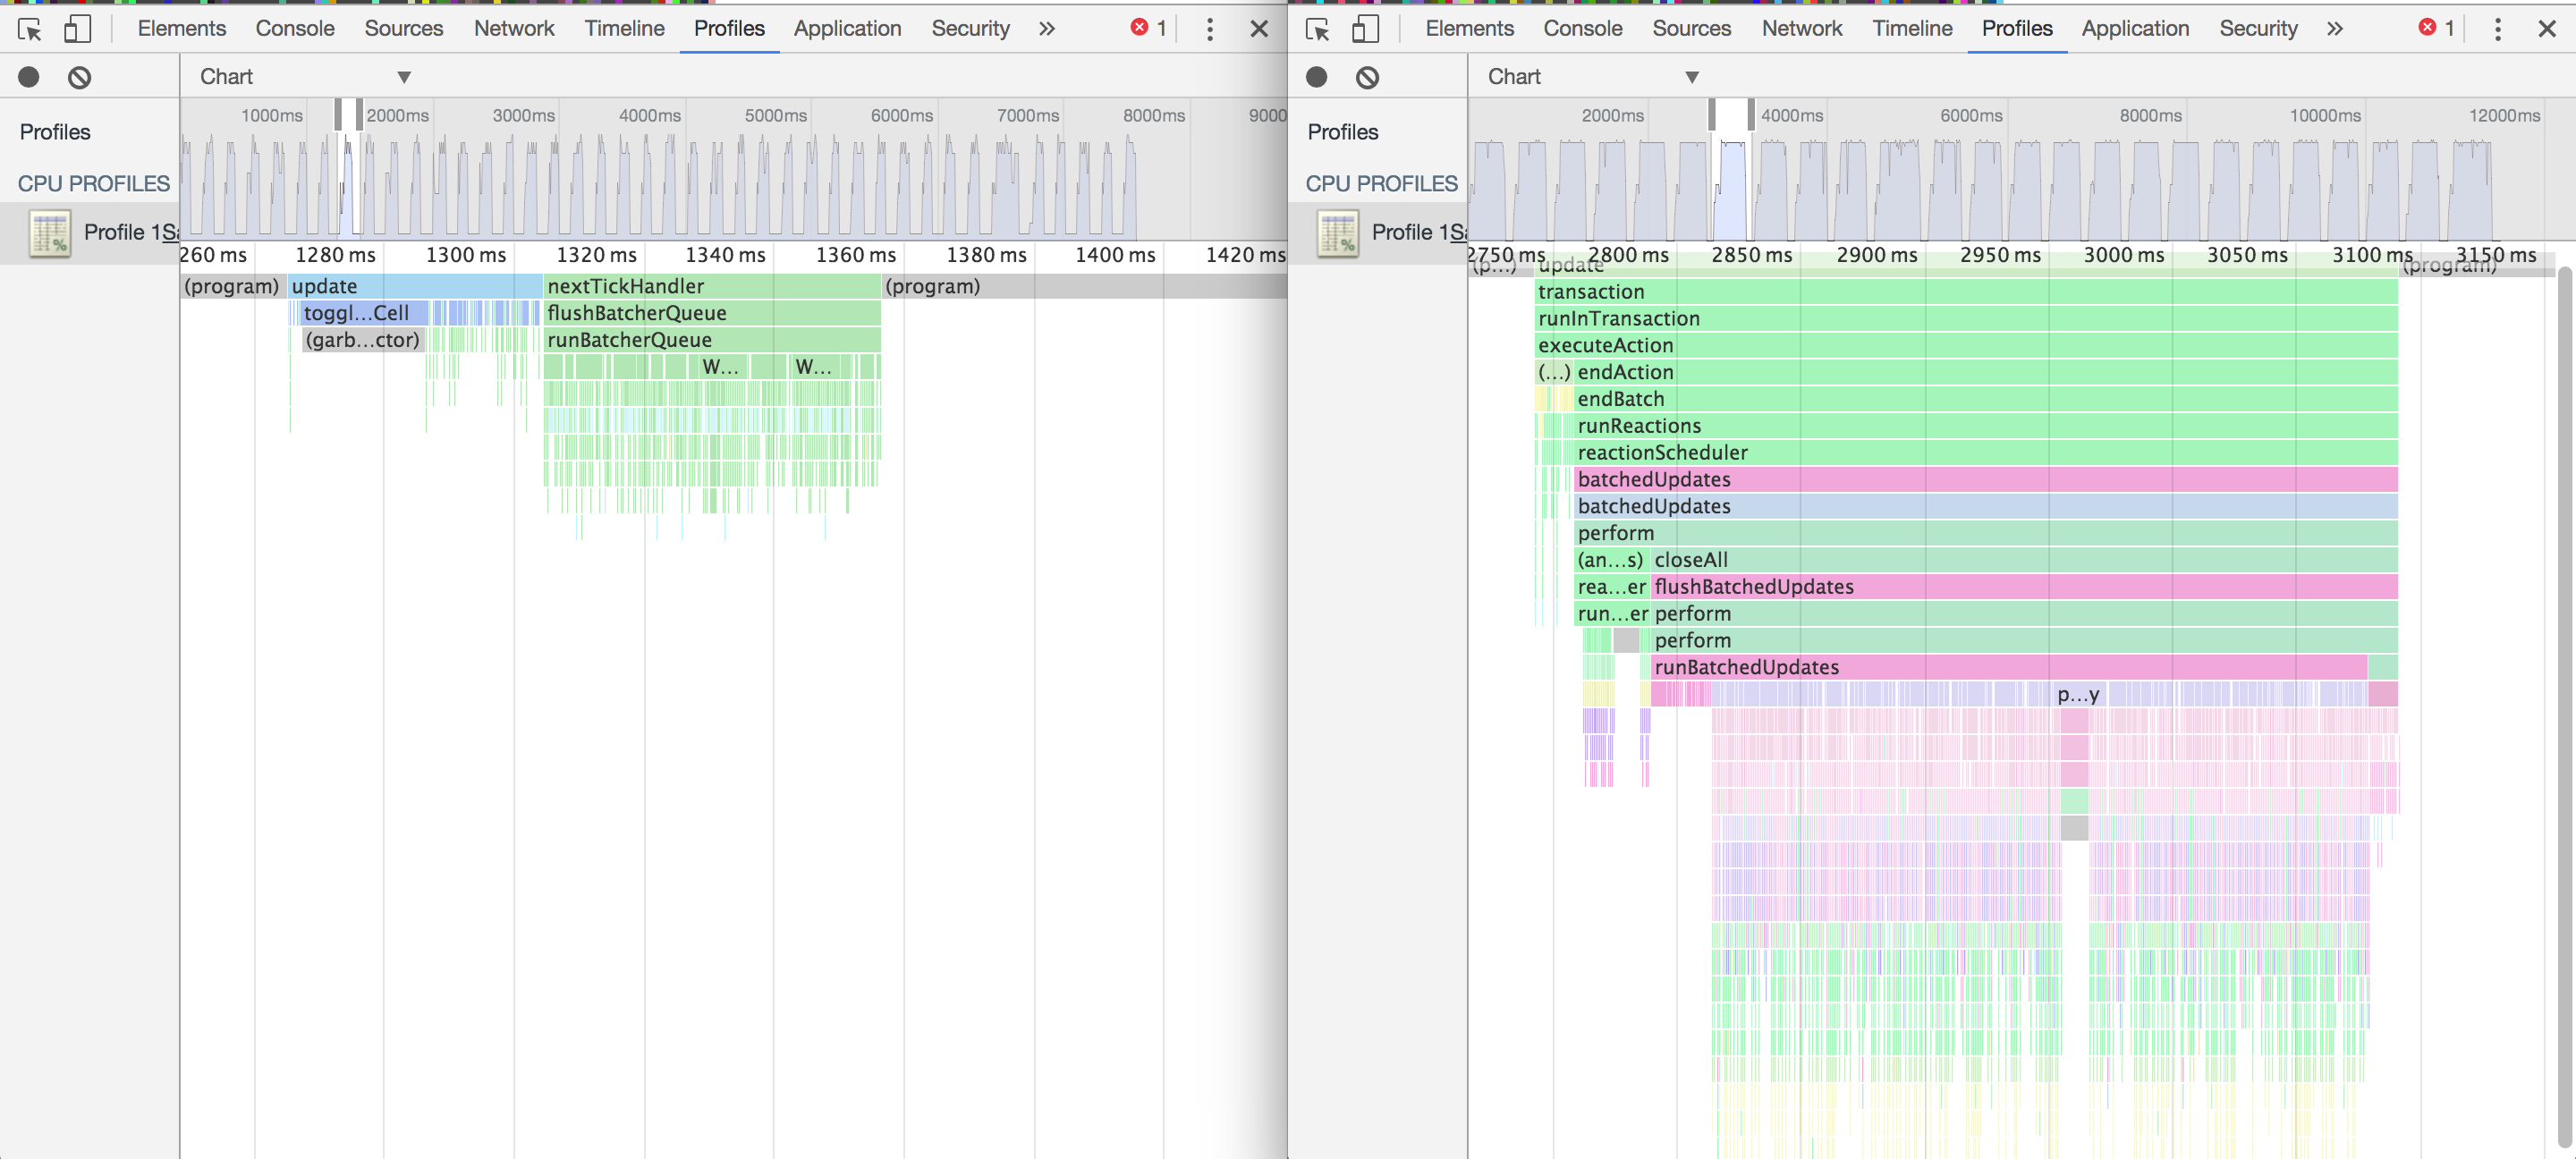 Elements Console Sources Network Timeline Profiles Application Security » 1
Chart
Profiles
CPU PROFILES
Profile 1Sa
1000ms 2000ms 3000ms 4000ms 5000ms 6000ms 7000ms 8000ms 9000
260 ms 1280 ms 1300 ms 1320 ms 1340 ms 1360 ms 1380 ms 1400 ms 1420 ms
(program) update nextTickHandler (program)
toggl...Cell flushBatcherQueue
(garb...ctor) runBatcherQueue
W... W...
Elements Console Sources Network Timeline Profiles Application Security » 1
Chart
Profiles
CPU PROFILES
Profile 1Sa
2000ms 4000ms 6000ms 8000ms 10000ms 12000ms
2750 ms 2800 ms 2850 ms 2900 ms 2950 ms 3000 ms 3050 ms 3100 ms 3150 ms
(p...) update (program)
transaction
runInTransaction
executeAction
(...) endAction
endBatch
runReactions
reactionScheduler
batchedUpdates
batchedUpdates
perform
(an...s) closeAll
rea...er flushBatchedUpdates
run...er perform
perform
runBatchedUpdates
p...y